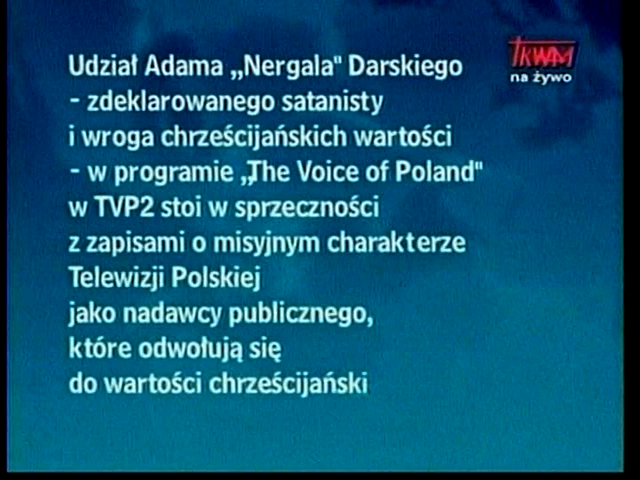 TRWAM
na żywo
Udział Adama „Nergala" Darskiego
- zdeklarowanego satanisty
i wroga chrześcijańskich wartości
- w programie „The Voice of Poland"
w TVP2 stoi w sprzeczności
z zapisami o misyjnym charakterze
Telewizji Polskiej
jako nadawcy publicznego,
które odwołują się
do wartości chrześcijański